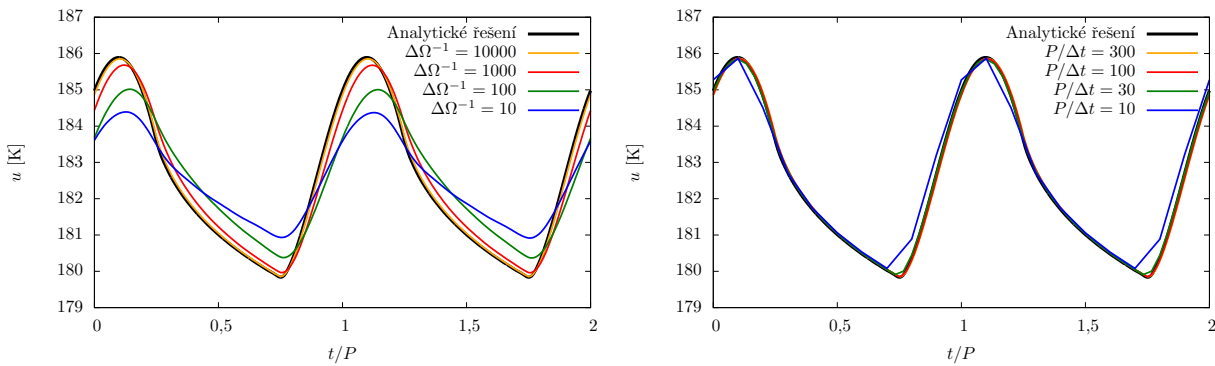 187
186
185
184
183
182
181
180
179
u [K]
0
0,5
1
1,5
2
t/P
Analytické řešení
ΔΩ⁻¹ = 10000
ΔΩ⁻¹ = 1000
ΔΩ⁻¹ = 100
ΔΩ⁻¹ = 10
187
186
185
184
183
182
181
180
179
u [K]
0
0,5
1
1,5
2
t/P
Analytické řešení
P/Δt = 300
P/Δt = 100
P/Δt = 30
P/Δt = 10